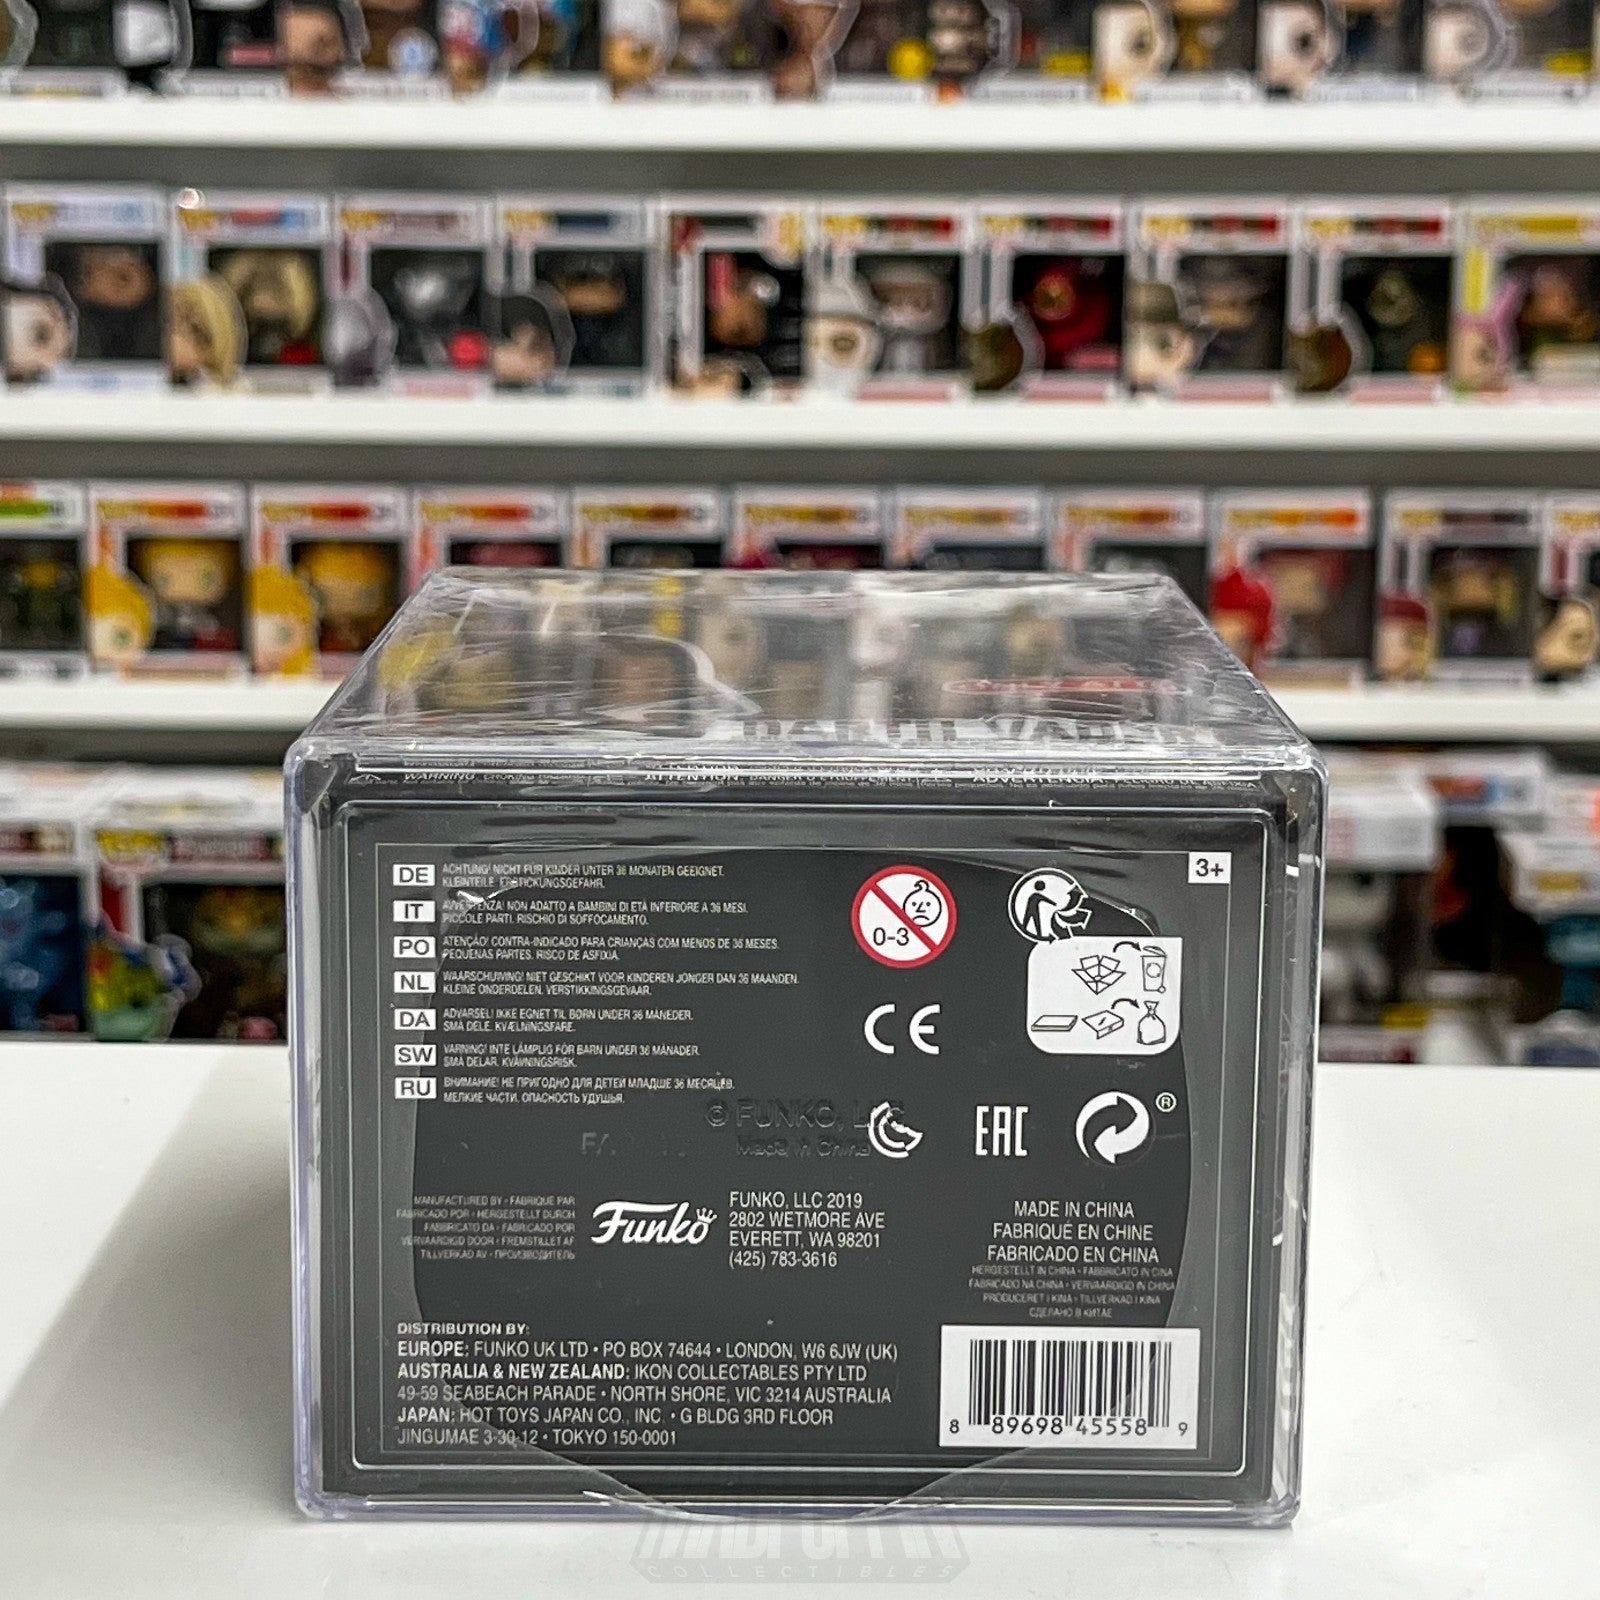 DARTH VADER
3+
DE ACHTUNG! NICHT FÜR KINDER UNTER 36 MONATEN GEEIGNET.
KLEINTEILE. ERSTICKUNGSGEFAHR.
IT AVVERTENZA! NON ADATTO A BAMBINI DI ETÀ INFERIORE A 36 MESI.
PICCOLE PARTI. RISCHIO DI SOFFOCAMENTO.
PO ATENÇÃO! CONTRA-INDICADO PARA CRIANÇAS COM MENOS DE 36 MESES.
PEQUENAS PARTES. RISCO DE ASFIXIA.
NL WAARSCHUWING! NIET GESCHIKT VOOR KINDEREN JONGER DAN 36 MAANDEN.
KLEINE ONDERDELEN. VERSTIKKINGSGEVAAR.
DA ADVARSEL! IKKE EGNET TIL BØRN UNDER 36 MÅNEDER.
SMÅ DELE. KVÆLNINGSFARE.
SW VARNING! INTE LÄMPLIG FÖR BARN UNDER 36 MÅNADER.
SMÅ DELAR. KVÄVNINGSRISK.
RU ВНИМАНИЕ! НЕ ПРИГОДНО ДЛЯ ДЕТЕЙ МЛАДШЕ 36 МЕСЯЦЕВ.
МЕЛКИЕ ЧАСТИ. ОПАСНОСТЬ УДУШЬЯ.
0-3
CE
EAC
®
© FUNKO, LLC
Made in China
MANUFACTURED BY • FABRIQUÉ PAR
FABRICADO POR • HERGESTELLT DURCH
FABBRICATO DA • FABRICADO POR
VERVAARDIGD DOOR • FREMSTILLET AF
TILLVERKAD AV • ПРОИЗВОДИТЕЛЬ
Funko
FUNKO, LLC 2019
2802 WETMORE AVE
EVERETT, WA 98201
(425) 783-3616
MADE IN CHINA
FABRIQUÉ EN CHINE
FABRICADO EN CHINA
HERGESTELLT IN CHINA • FABBRICATO IN CINA
FABRICADO NA CHINA • VERVAARDIGD IN CHINA
PRODUCERET I KINA • TILLVERKAD I KINA
СДЕЛАНО В КИТАЕ
DISTRIBUTION BY:
EUROPE: FUNKO UK LTD • PO BOX 74644 • LONDON, W6 6JW (UK)
AUSTRALIA & NEW ZEALAND: IKON COLLECTABLES PTY LTD
49-59 SEABEACH PARADE • NORTH SHORE, VIC 3214 AUSTRALIA
JAPAN: HOT TOYS JAPAN CO., INC. • G BLDG 3RD FLOOR
JINGUMAE 3-30-12 • TOKYO 150-0001
8 89698 45558 9
COLLECTIBLES